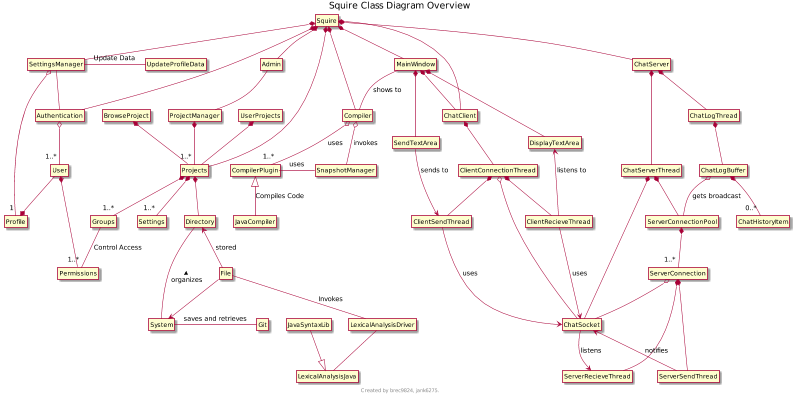 Squire Class Diagram Overview
Squire
SettingsManager
Update Data
UpdateProfileData
Admin
MainWindow
ChatServer
shows to
Authentication
BrowseProject
ProjectManager
UserProjects
Compiler
ChatClient
ChatLogThread
SendTextArea
DisplayTextArea
uses
invokes
1..*
1..*
1..*
User
Projects
CompilerPlugin
uses
SnapshotManager
sends to
ClientConnectionThread
listens to
ChatServerThread
ChatLogBuffer
Compiles Code
gets broadcast
1
1..*
1..*
0..*
Profile
Groups
Settings
Directory
JavaCompiler
ClientSendThread
ClientRecieveThread
ServerConnectionPool
ChatHistoryItem
Control Access
stored
1..*
organizes
uses
uses
1..*
Permissions
File
ServerConnection
Invokes
System
saves and retrieves
Git
JavaSyntaxLib
LexicalAnalysisDriver
ChatSocket
listens
notifies
LexicalAnalysisJava
ServerRecieveThread
ServerSendThread
Created by brec9824, jank6275